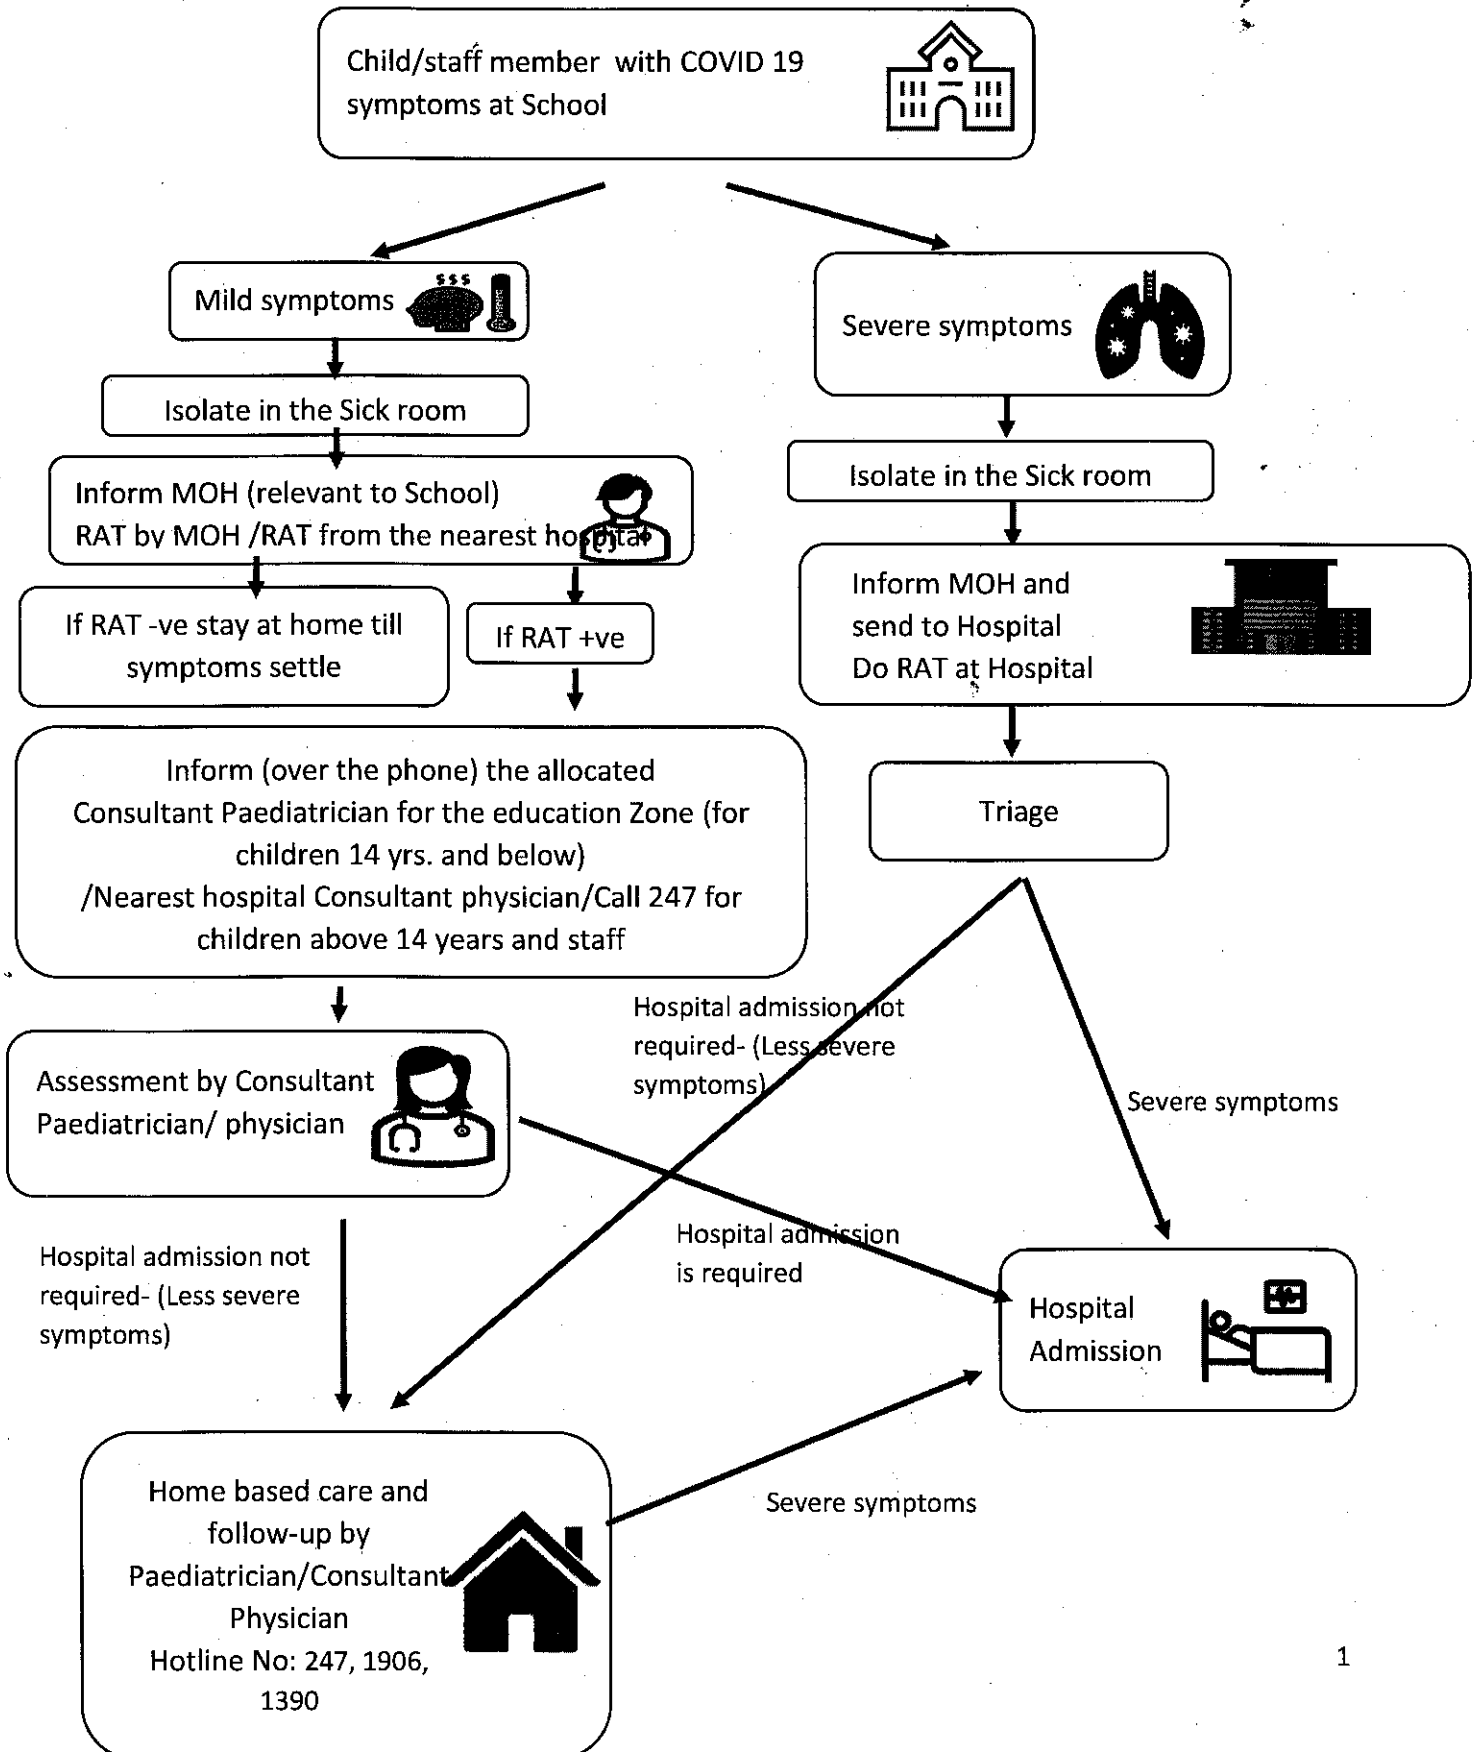 Child/staff member with COVID 19
symptoms at School
Mild symptoms
$ $ $
Severe symptoms
Isolate in the Sick room
Isolate in the Sick room
Inform MOH (relevant to School)
RAT by MOH /RAT from the nearest hospital
Inform MOH and
send to Hospital
Do RAT at Hospital
If RAT -ve stay at home till
symptoms settle
If RAT +ve
Inform (over the phone) the allocated
Consultant Paediatrician for the education Zone (for
children 14 yrs. and below)
/Nearest hospital Consultant physician/Call 247 for
children above 14 years and staff
Triage
Assessment by Consultant
Paediatrician/ physician
Hospital admission not
required- (Less severe
symptoms)
Severe symptoms
Hospital admission not
required- (Less severe
symptoms)
Hospital admission
is required
Hospital
Admission
Home based care and
follow-up by
Paediatrician/Consultant
Physician
Hotline No: 247, 1906,
1390
Severe symptoms
1